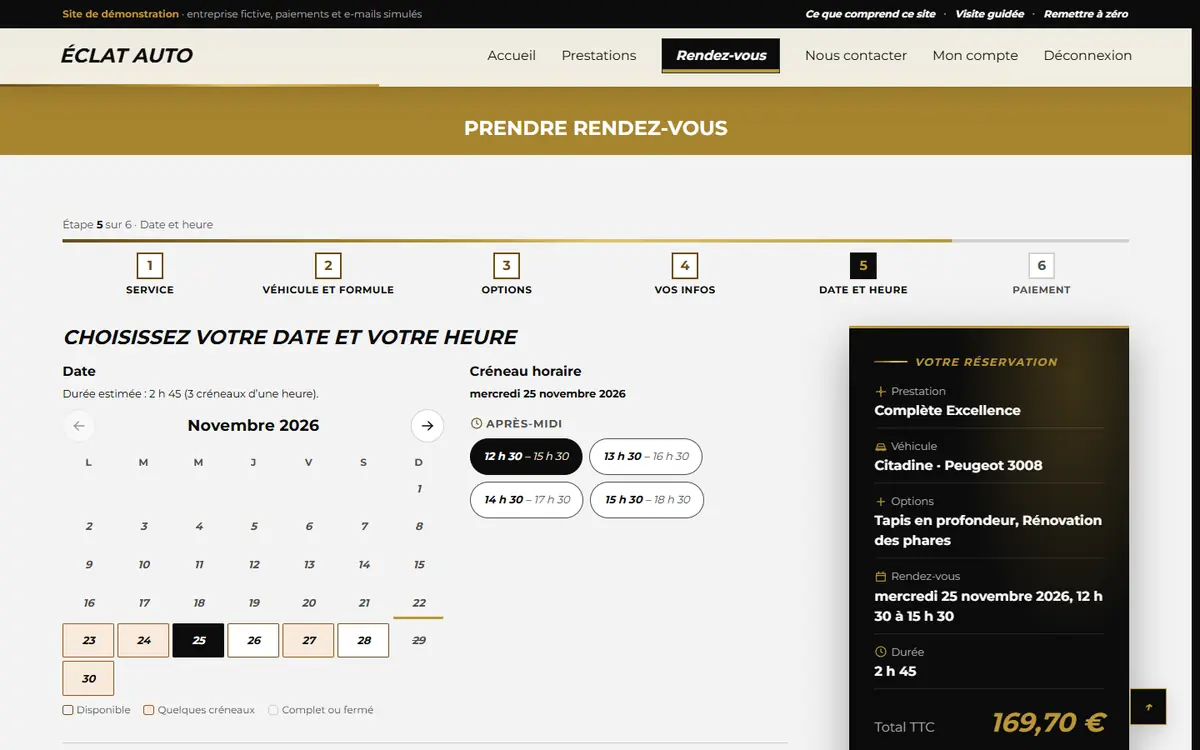 Site de démonstration · entreprise fictive, paiements et e-mails simulés
Ce que comprend ce site · Visite guidée · Remettre à zéro
ÉCLAT AUTO
Accueil Prestations Rendez-vous Nous contacter Mon compte Déconnexion
PRENDRE RENDEZ-VOUS
Étape 5 sur 6 · Date et heure
1 2 3 4 5 6
SERVICE VÉHICULE ET FORMULE OPTIONS VOS INFOS DATE ET HEURE PAIEMENT
CHOISISSEZ VOTRE DATE ET VOTRE HEURE
Date
Durée estimée : 2 h 45 (3 créneaux d'une heure).
← Novembre 2026 →
L M M J V S D
1
2 3 4 5 6 7 8
9 10 11 12 13 14 15
16 17 18 19 20 21 22
23 24 25 26 27 28 29
30
Disponible Quelques créneaux Complet ou fermé
Créneau horaire
mercredi 25 novembre 2026
APRÈS-MIDI
12 h 30 – 15 h 30 13 h 30 – 16 h 30
14 h 30 – 17 h 30 15 h 30 – 18 h 30
VOTRE RÉSERVATION
Prestation
Complète Excellence
Véhicule
Citadine · Peugeot 3008
Options
Tapis en profondeur, Rénovation
des phares
Rendez-vous
mercredi 25 novembre 2026, 12 h
30 à 15 h 30
Durée
2 h 45
Total TTC 169,70 €
↑